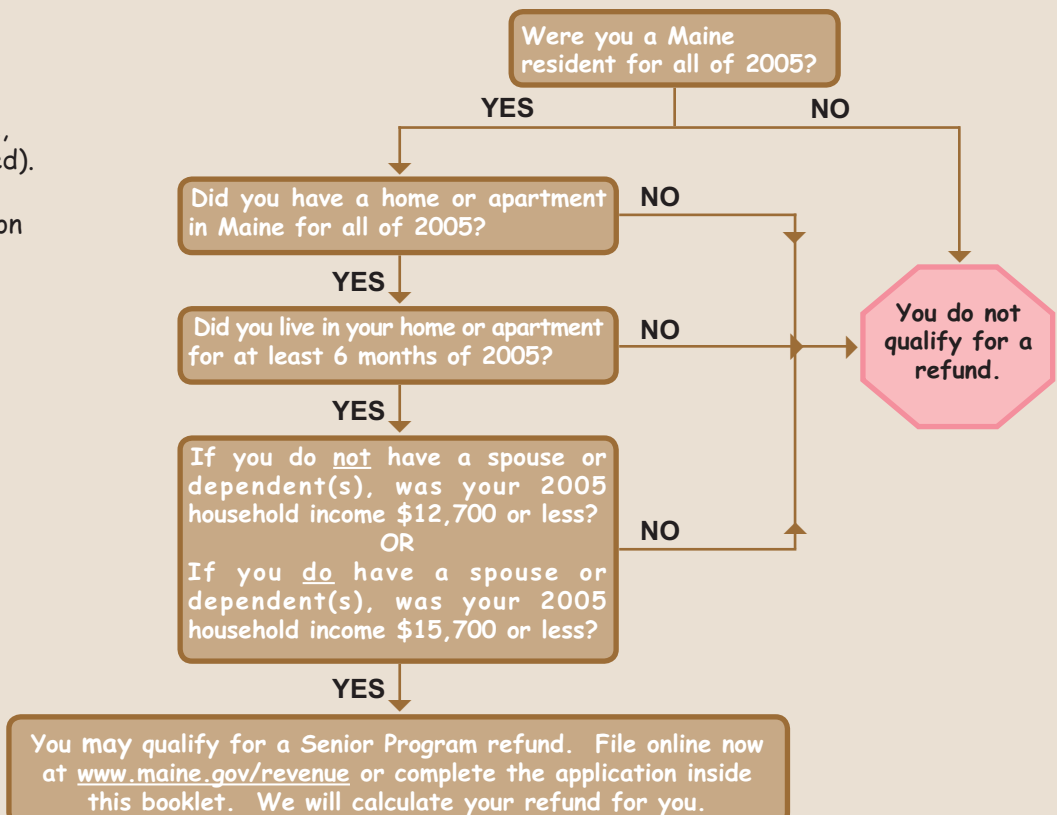 Were you a Maine
resident for all of 2005?
YES
NO
,
ed).
on
Did you have a home or apartment
in Maine for all of 2005?
NO
YES
Did you live in your home or apartment
for at least 6 months of 2005?
NO
You do not
qualify for a
refund.
YES
If you do not have a spouse or
dependent(s), was your 2005
household income $12,700 or less?
OR
If you do have a spouse or
dependent(s), was your 2005
household income $15,700 or less?
NO
YES
You may qualify for a Senior Program refund. File online now
at www.maine.gov/revenue or complete the application inside
this booklet. We will calculate your refund for you.